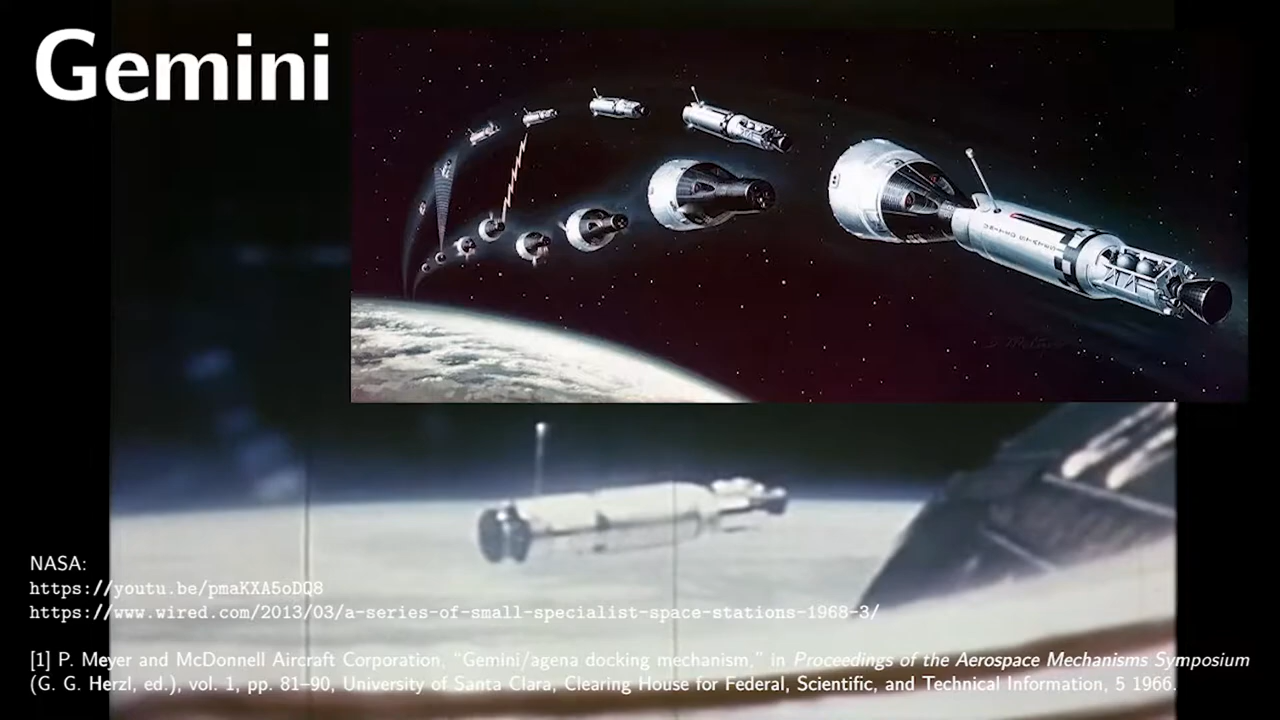 Gemini
NASA:
https://youtu.be/pmaKXA5oDQ8
https://www.wired.com/2013/03/a-series-of-small-specialist-space-stations-1968-3/
[1] P. Meyer and McDonnell Aircraft Corporation, “Gemini/agena docking mechanism,” in Proceedings of the Aerospace Mechanisms Symposium
(G. G. Herzl, ed.), vol. 1, pp. 81–90, University of Santa Clara, Clearing House for Federal, Scientific, and Technical Information, 5 1966.